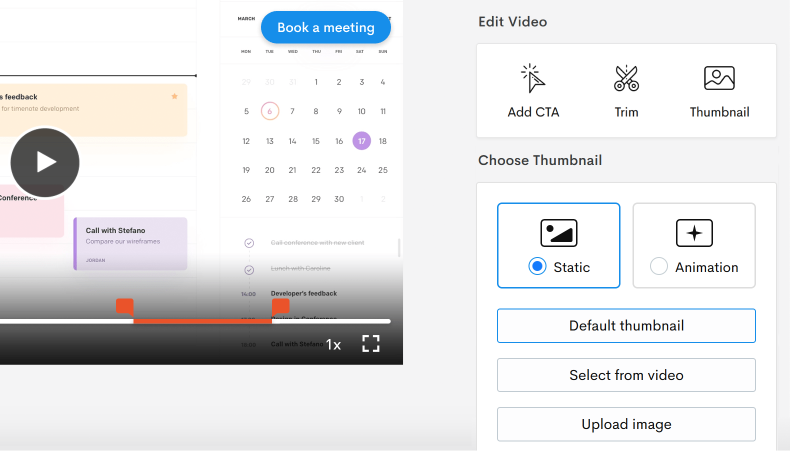 Edit Video
Add CTA
Trim
Thumbnail
Choose Thumbnail
Static
Animation
Default thumbnail
Select from video
Upload image
MARCH
Book a meeting
MON TUE WED THU FRI SAT SUN
29 30 31 1 2 3 4
5 6 7 8 9 10 11
12 13 14 15 16 17 18
19 20 21 22 23 24 25
26 27 28 29 30 1 2
's feedback
for timenote development
Conference
Call with Stefano
Compare our wireframes
JORDAN
Call conference with new client
Lunch with Caroline
14:00 Developer's feedback
Design in Conference
Call with Stefano
1x